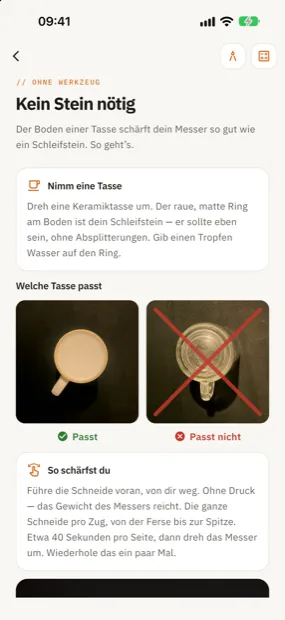 09:41
// OHNE WERKZEUG
Kein Stein nötig
Der Boden einer Tasse schärft dein Messer so gut wie
ein Schleifstein. So geht's.
Nimm eine Tasse
Dreh eine Keramiktasse um. Der raue, matte Ring
am Boden ist dein Schleifstein — er sollte eben
sein, ohne Absplitterungen. Gib einen Tropfen
Wasser auf den Ring.
Welche Tasse passt
Passt
Passt nicht
So schärfst du
Führe die Schneide voran, von dir weg. Ohne Druck
— das Gewicht des Messers reicht. Die ganze
Schneide pro Zug, von der Ferse bis zur Spitze.
Etwa 40 Sekunden pro Seite, dann dreh das Messer
um. Wiederhole das ein paar Mal.